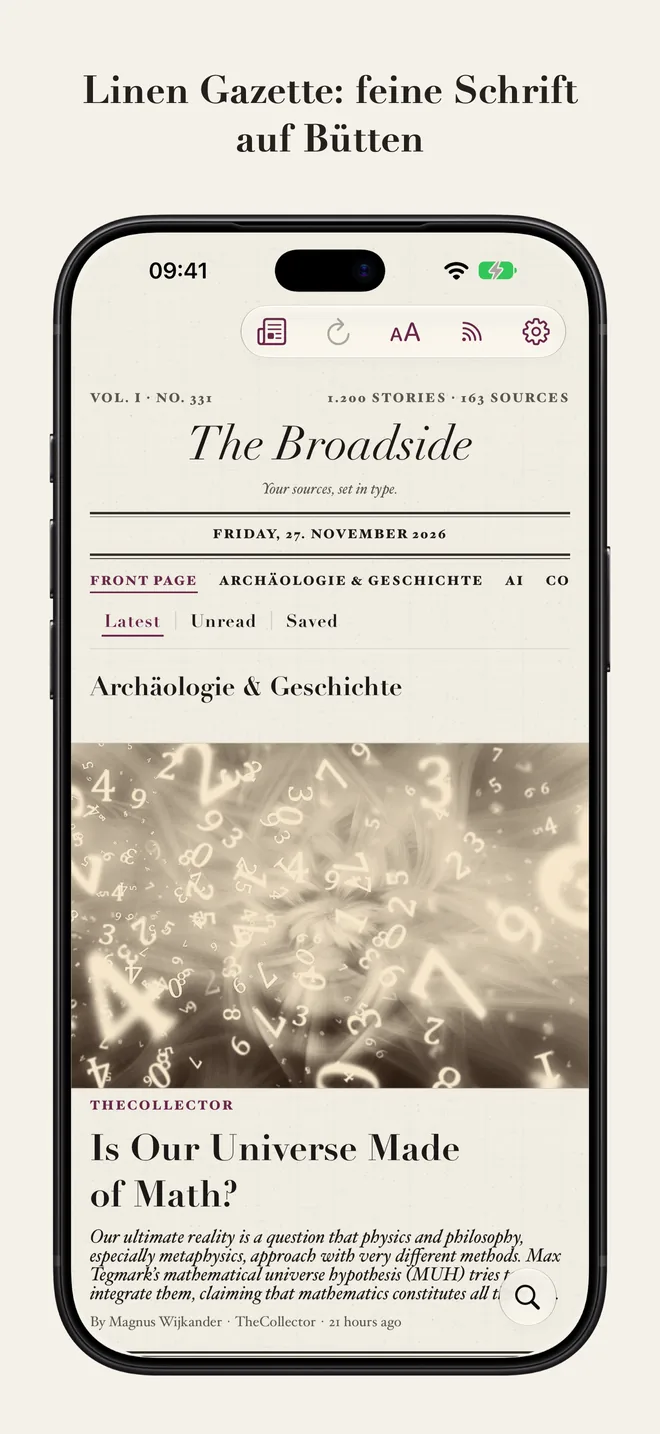 Linen Gazette: feine Schrift
auf Bütten
09:41
AA
VOL. I · NO. 331
1.200 STORIES · 163 SOURCES
The Broadside
Your sources, set in type.
FRIDAY, 27. NOVEMBER 2026
FRONT PAGE ARCHÄOLOGIE & GESCHICHTE AI CO
Latest Unread Saved
Archäologie & Geschichte
THECOLLECTOR
Is Our Universe Made
of Math?
Our ultimate reality is a question that physics and philosophy,
especially metaphysics, approach with very different methods. Max
Tegmark's mathematical universe hypothesis (MUH) tries
integrate them, claiming that mathematics constitutes all
By Magnus Wijkander · TheCollector · 21 hours ago